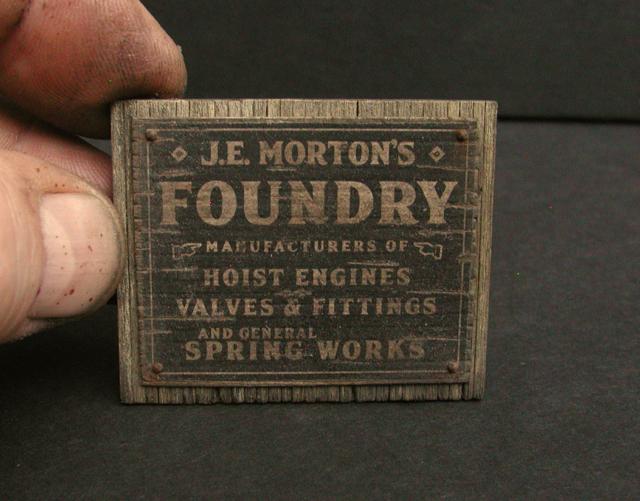 J.E. MORTON'S
FOUNDRY
MANUFACTURERS OF
HOIST ENGINES
VALVES & FITTINGS
AND GENERAL
SPRING WORKS